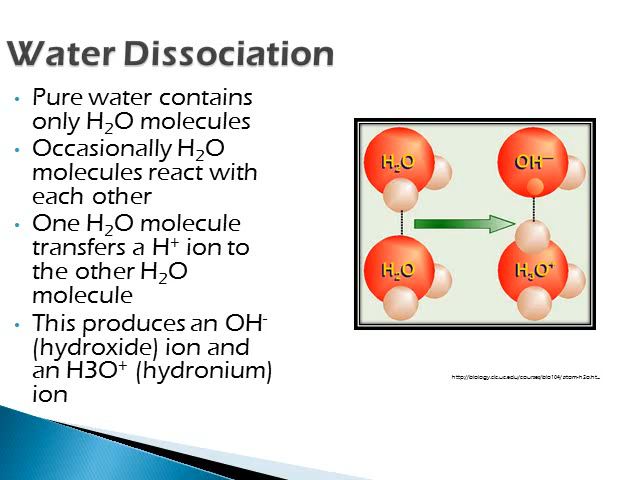 Water Dissociation
• Pure water contains
only H₂O molecules
• Occasionally H₂O
molecules react with
each other
• One H₂O molecule
transfers a H⁺ ion to
the other H₂O
molecule
• This produces an OH⁻
(hydroxide) ion and
an H3O⁺ (hydronium)
ion
H₂O
OH—
H₂O
H₃O⁺